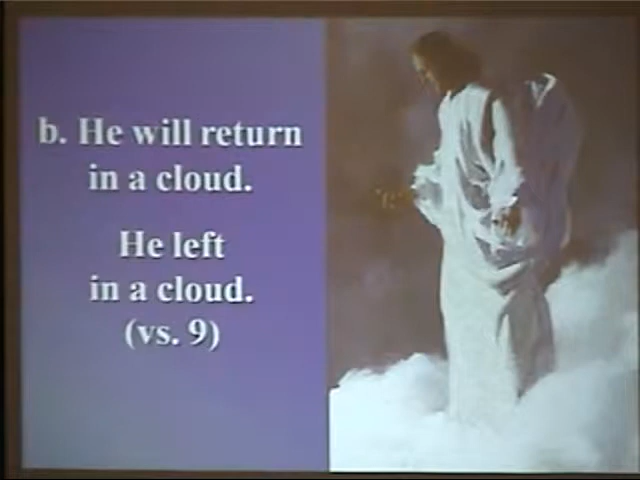 b. He will return
in a cloud.
He left
in a cloud.
(vs. 9)